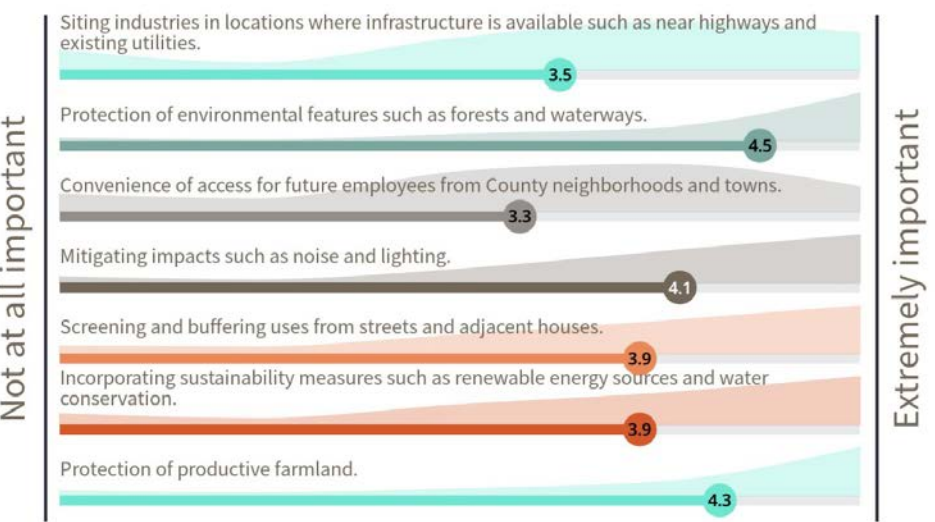 Siting industries in locations where infrastructure is available such as near highways and
existing utilities.
3.5
Protection of environmental features such as forests and waterways.
4.5
Convenience of access for future employees from County neighborhoods and towns.
3.3
Mitigating impacts such as noise and lighting.
4.1
Screening and buffering uses from streets and adjacent houses.
3.9
Incorporating sustainability measures such as renewable energy sources and water
conservation.
3.9
Protection of productive farmland.
4.3
Not at all important
Extremely important